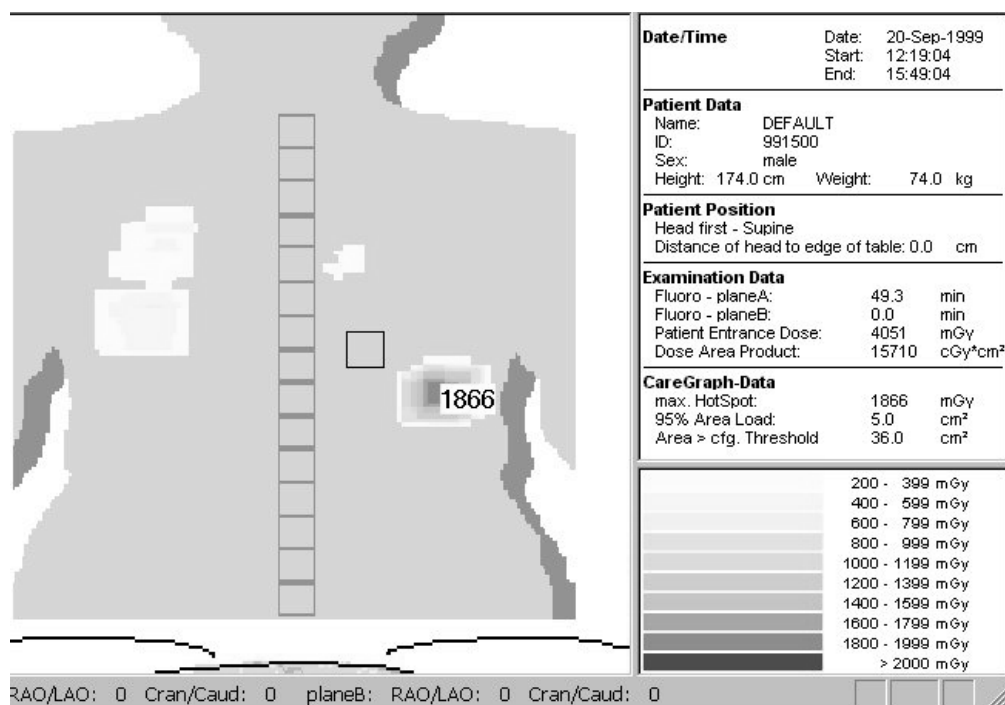 1866
Date/Time Date: 20-Sep-1999
Start: 12:19:04
End: 15:49:04
Patient Data
Name: DEFAULT
ID: 991500
Sex: male
Height: 174.0 cm Weight: 74.0 kg
Patient Position
Head first - Supine
Distance of head to edge of table: 0.0 cm
Examination Data
Fluoro - planeA: 49.3 min
Fluoro - planeB: 0.0 min
Patient Entrance Dose: 4051 mGy
Dose Area Product: 15710 cGy*cm²
CareGraph-Data
max. HotSpot: 1866 mGy
95% Area Load: 5.0 cm²
Area > cfg. Threshold 36.0 cm²
200 - 399 mGy
400 - 599 mGy
600 - 799 mGy
800 - 999 mGy
1000 - 1199 mGy
1200 - 1399 mGy
1400 - 1599 mGy
1600 - 1799 mGy
1800 - 1999 mGy
> 2000 mGy
RAO/LAO: 0 Cran/Caud: 0 planeB: RAO/LAO: 0 Cran/Caud: 0